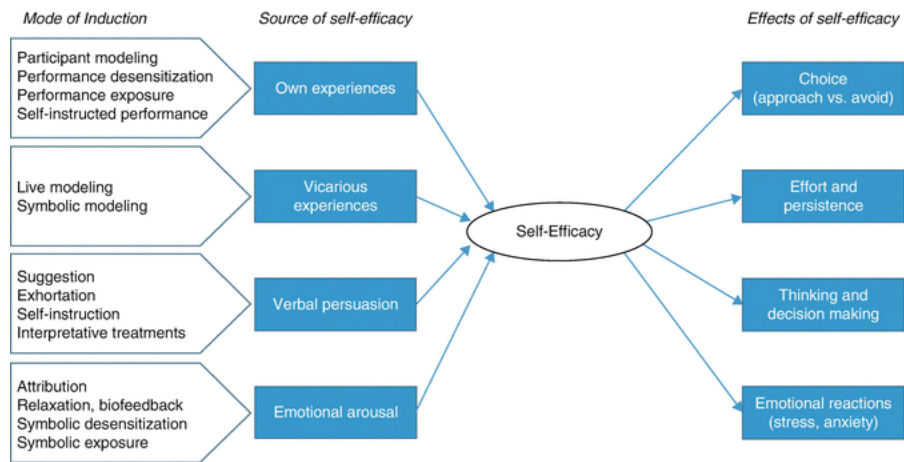 Mode of Induction
Source of self-efficacy
Effects of self-efficacy
Participant modeling
Performance desensitization
Performance exposure
Self-instructed performance
Own experiences
Choice
(approach vs. avoid)
Live modeling
Symbolic modeling
Vicarious
experiences
Effort and
persistence
Self-Efficacy
Suggestion
Exhortation
Self-instruction
Interpretative treatments
Verbal persuasion
Thinking and
decision making
Attribution
Relaxation, biofeedback
Symbolic desensitization
Symbolic exposure
Emotional arousal
Emotional reactions
(stress, anxiety)